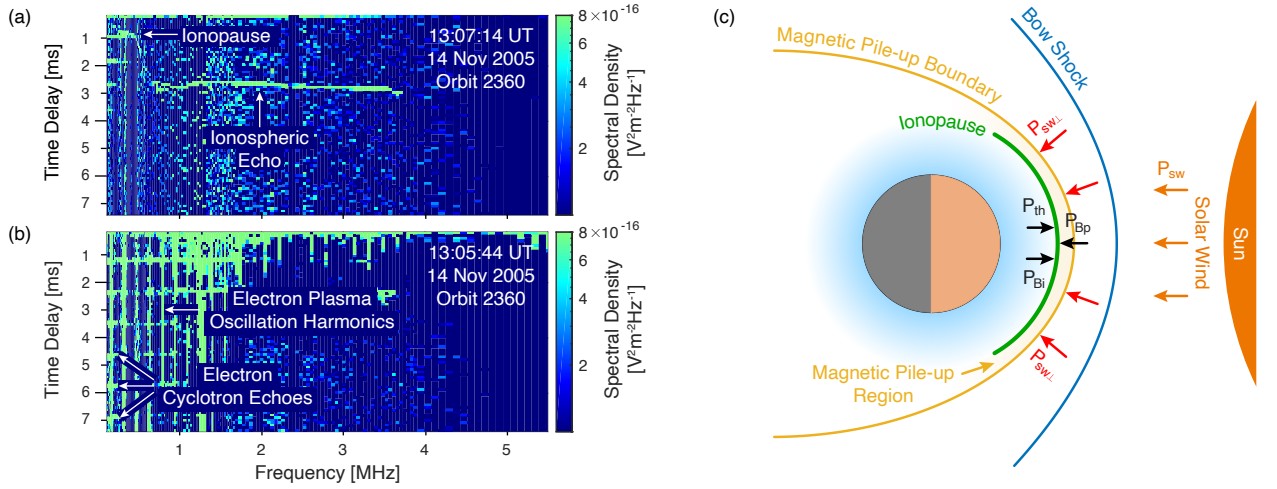 (a)
Time Delay [ms]
1
2
3
4
5
6
7
Ionopause
Ionospheric
Echo
13:07:14 UT
14 Nov 2005
Orbit 2360
8×10⁻¹⁶
6
4
2
Spectral Density
[V²m⁻²Hz⁻¹]
(b)
Time Delay [ms]
1
2
3
4
5
6
7
13:05:44 UT
14 Nov 2005
Orbit 2360
Electron Plasma
Oscillation Harmonics
Electron
Cyclotron Echoes
8×10⁻¹⁶
6
4
2
Spectral Density
[V²m⁻²Hz⁻¹]
1 2 3 4 5
Frequency [MHz]
(c)
Magnetic Pile-up Boundary
Bow Shock
Ionopause
P_sw⊥
P_sw
Solar Wind
Sun
P_th
P_Bp
P_Bi
P_sw⊥
Magnetic Pile-up
Region